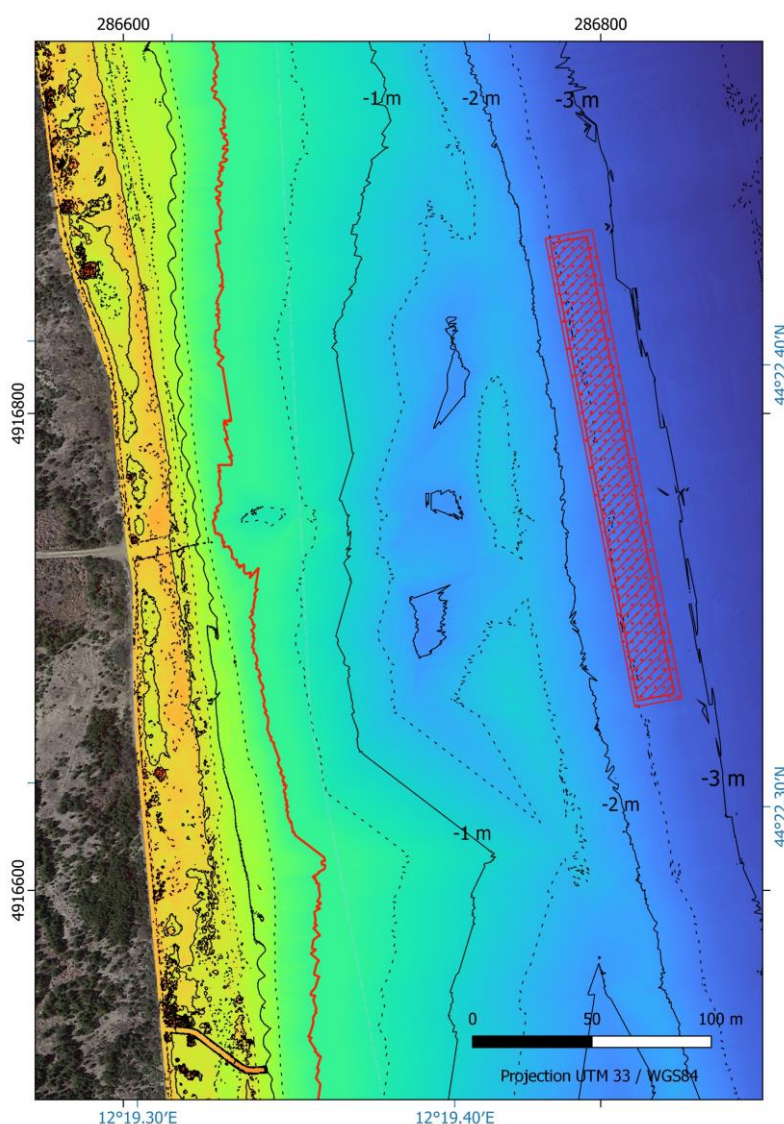 286600
286800
-1 m
-2 m
-3 m
44°22.40'N
4916800
-3 m
-2 m
44°22.30'N
-1 m
4916600
0
50
100 m
Projection UTM 33 / WGS84
12°19.30'E
12°19.40'E